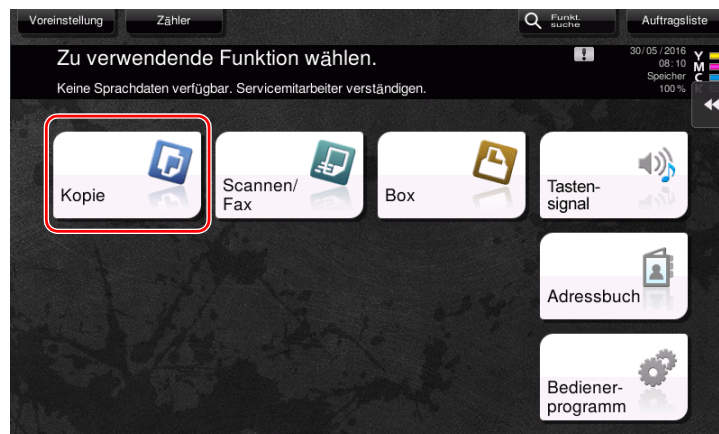 Voreinstellung Zähler Funkt. suche Auftragsliste
Zu verwendende Funktion wählen.
Keine Sprachdaten verfügbar. Servicemitarbeiter verständigen.
30/05/2016
08:10
Speicher
100 %
Y
M
C
K
Kopie
Scannen/
Fax
Box
Tasten-
signal
Adressbuch
Bediener-
programm